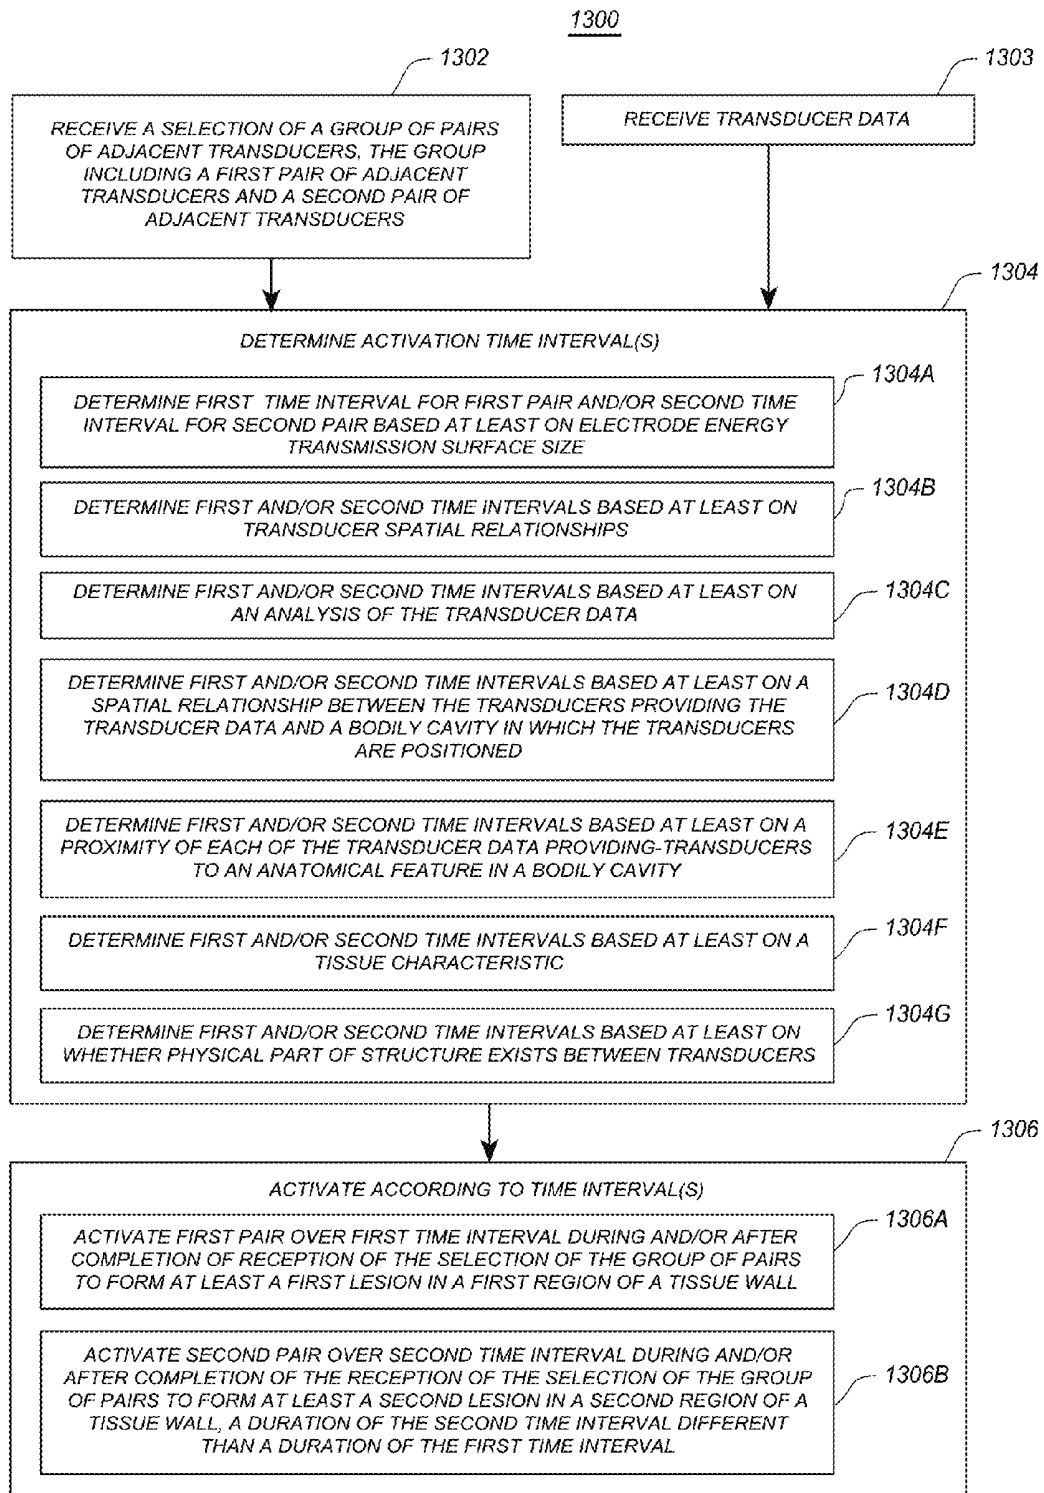 1300
1302
1303
RECEIVE A SELECTION OF A GROUP OF PAIRS
OF ADJACENT TRANSDUCERS, THE GROUP
INCLUDING A FIRST PAIR OF ADJACENT
TRANSDUCERS AND A SECOND PAIR OF
ADJACENT TRANSDUCERS
RECEIVE TRANSDUCER DATA
1304
DETERMINE ACTIVATION TIME INTERVAL(S)
1304A
DETERMINE FIRST TIME INTERVAL FOR FIRST PAIR AND/OR SECOND TIME
INTERVAL FOR SECOND PAIR BASED AT LEAST ON ELECTRODE ENERGY
TRANSMISSION SURFACE SIZE
1304B
DETERMINE FIRST AND/OR SECOND TIME INTERVALS BASED AT LEAST ON
TRANSDUCER SPATIAL RELATIONSHIPS
1304C
DETERMINE FIRST AND/OR SECOND TIME INTERVALS BASED AT LEAST ON
AN ANALYSIS OF THE TRANSDUCER DATA
1304D
DETERMINE FIRST AND/OR SECOND TIME INTERVALS BASED AT LEAST ON A
SPATIAL RELATIONSHIP BETWEEN THE TRANSDUCERS PROVIDING THE
TRANSDUCER DATA AND A BODILY CAVITY IN WHICH THE TRANSDUCERS
ARE POSITIONED
1304E
DETERMINE FIRST AND/OR SECOND TIME INTERVALS BASED AT LEAST ON A
PROXIMITY OF EACH OF THE TRANSDUCER DATA PROVIDING-TRANSDUCERS
TO AN ANATOMICAL FEATURE IN A BODILY CAVITY
1304F
DETERMINE FIRST AND/OR SECOND TIME INTERVALS BASED AT LEAST ON A
TISSUE CHARACTERISTIC
1304G
DETERMINE FIRST AND/OR SECOND TIME INTERVALS BASED AT LEAST ON
WHETHER PHYSICAL PART OF STRUCTURE EXISTS BETWEEN TRANSDUCERS
1306
ACTIVATE ACCORDING TO TIME INTERVAL(S)
1306A
ACTIVATE FIRST PAIR OVER FIRST TIME INTERVAL DURING AND/OR AFTER
COMPLETION OF RECEPTION OF THE SELECTION OF THE GROUP OF PAIRS
TO FORM AT LEAST A FIRST LESION IN A FIRST REGION OF A TISSUE WALL
1306B
ACTIVATE SECOND PAIR OVER SECOND TIME INTERVAL DURING AND/OR
AFTER COMPLETION OF THE RECEPTION OF THE SELECTION OF THE GROUP
OF PAIRS TO FORM AT LEAST A SECOND LESION IN A SECOND REGION OF A
TISSUE WALL, A DURATION OF THE SECOND TIME INTERVAL DIFFERENT
THAN A DURATION OF THE FIRST TIME INTERVAL